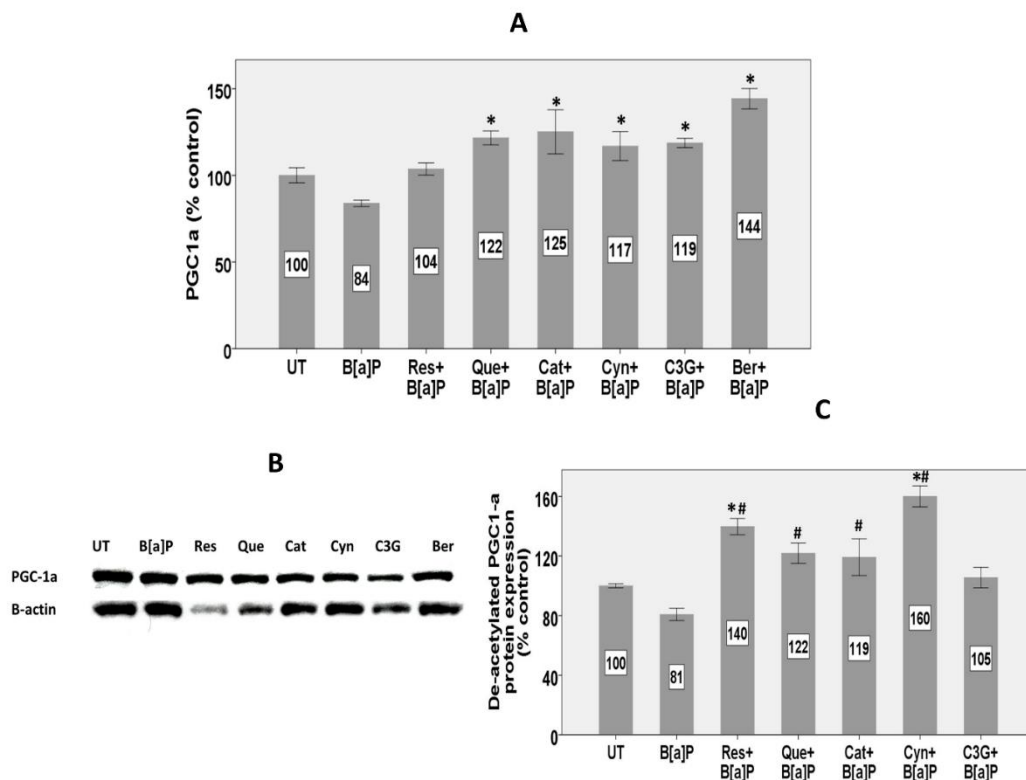 A
PGC1a (% control)
150
100
50
0
*
*
*
*
*
100
84
104
122
125
117
119
144
UT
B[a]P
Res+
B[a]P
Que+
B[a]P
Cat+
B[a]P
Cyn+
B[a]P
C3G+
B[a]P
Ber+
B[a]P
B
UT B[a]P Res Que Cat Cyn C3G Ber
PGC-1a
B-actin
C
De-acetylated PGC1-a
protein expression
(% control)
160
120
80
40
0
*#
#
#
*#
100
81
140
122
119
160
105
UT
B[a]P
Res+
B[a]P
Que+
B[a]P
Cat+
B[a]P
Cyn+
B[a]P
C3G+
B[a]P